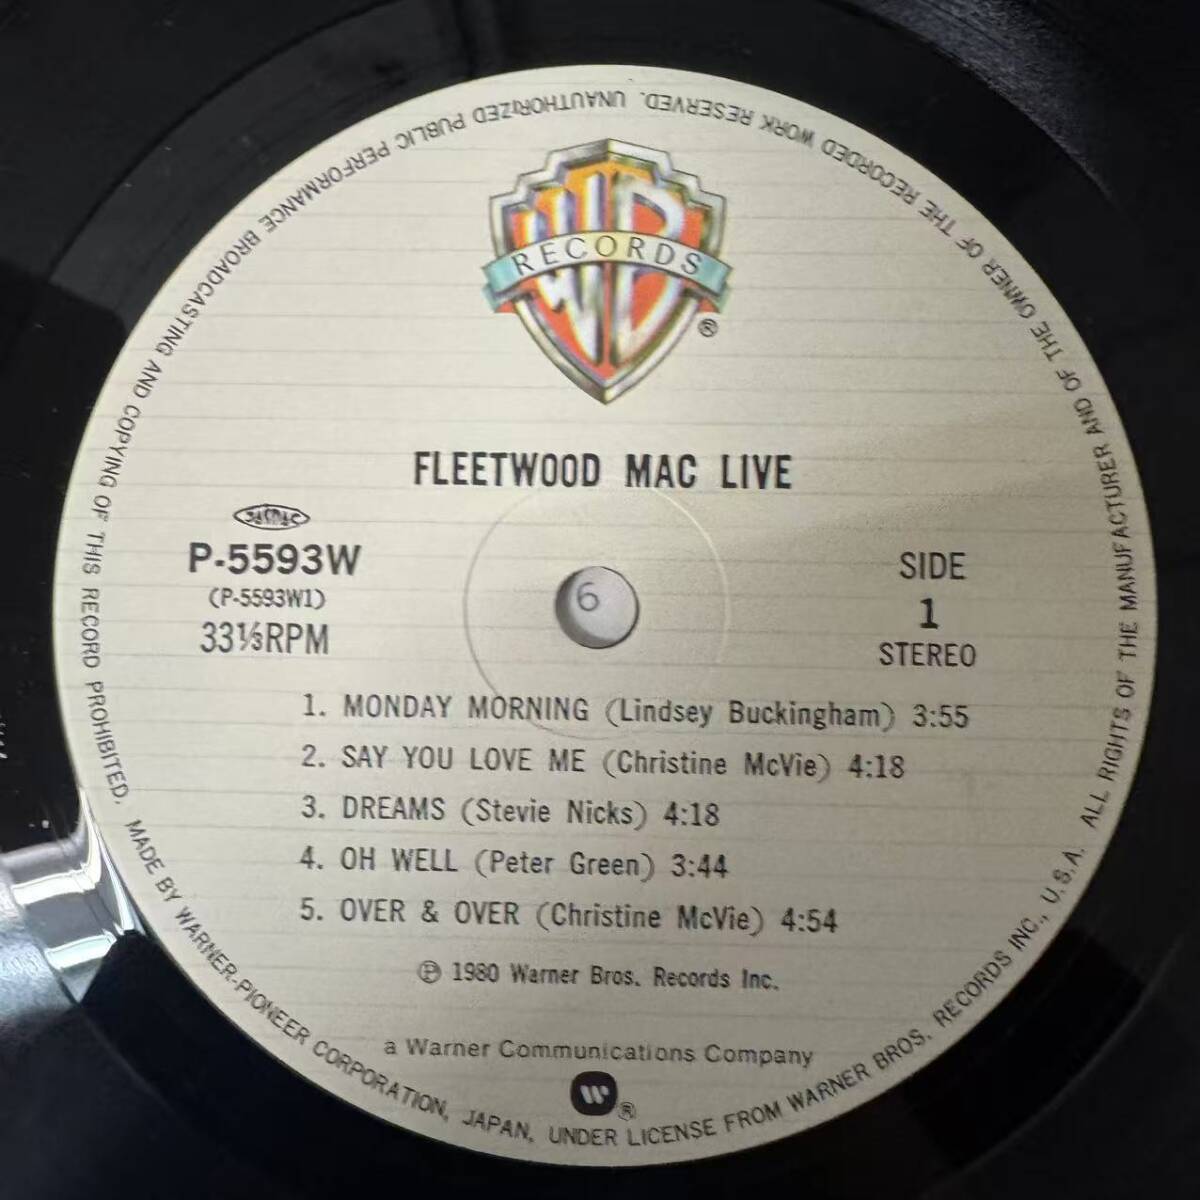 WB
RECORDS
®
FLEETWOOD MAC LIVE
JASRAC
P-5593W
(P-5593W1)
33⅓RPM
SIDE
1
STEREO
6
1. MONDAY MORNING (Lindsey Buckingham) 3:55
2. SAY YOU LOVE ME (Christine McVie) 4:18
3. DREAMS (Stevie Nicks) 4:18
4. OH WELL (Peter Green) 3:44
5. OVER & OVER (Christine McVie) 4:54
℗ 1980 Warner Bros. Records Inc.
a Warner Communications Company
®
MADE BY WARNER-PIONEER CORPORATION, JAPAN, UNDER LICENSE FROM WARNER BROS. RECORDS INC., U.S.A. ALL RIGHTS OF THE MANUFACTURER AND OF THE OWNER OF THE RECORDED WORK RESERVED. UNAUTHORIZED PUBLIC PERFORMANCE BROADCASTING AND COPYING OF THIS RECORD PROHIBITED.